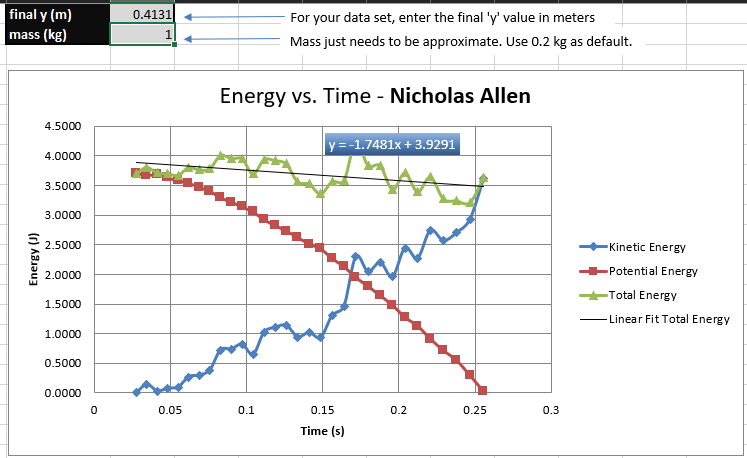 final y (m) 0.4131 For your data set, enter the final 'y' value in meters
mass (kg) 1 Mass just needs to be approximate. Use 0.2 kg as default.
Energy vs. Time - Nicholas Allen
y = -1.7481x + 3.9291
4.5000
4.0000
3.5000
3.0000
2.5000
2.0000
1.5000
1.0000
0.5000
0.0000
Energy (J)
0 0.05 0.1 0.15 0.2 0.25 0.3
Time (s)
Kinetic Energy
Potential Energy
Total Energy
Linear Fit Total Energy